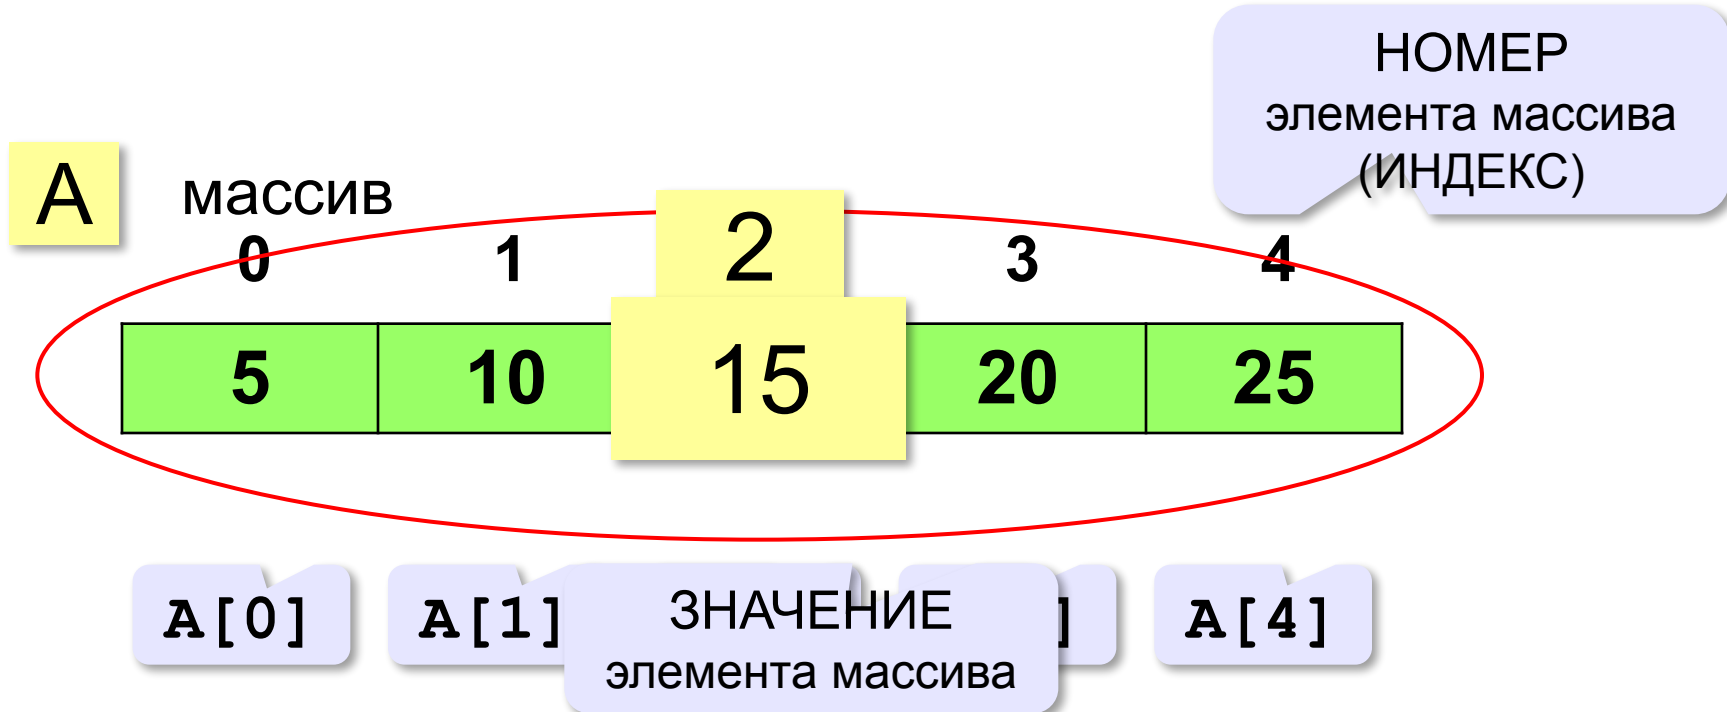 НОМЕР
элемента массива
(ИНДЕКС)
A массив
0 1 2 3 4
5 10 15 20 25
A[0] A[1] ] A[4]
ЗНАЧЕНИЕ
элемента массива